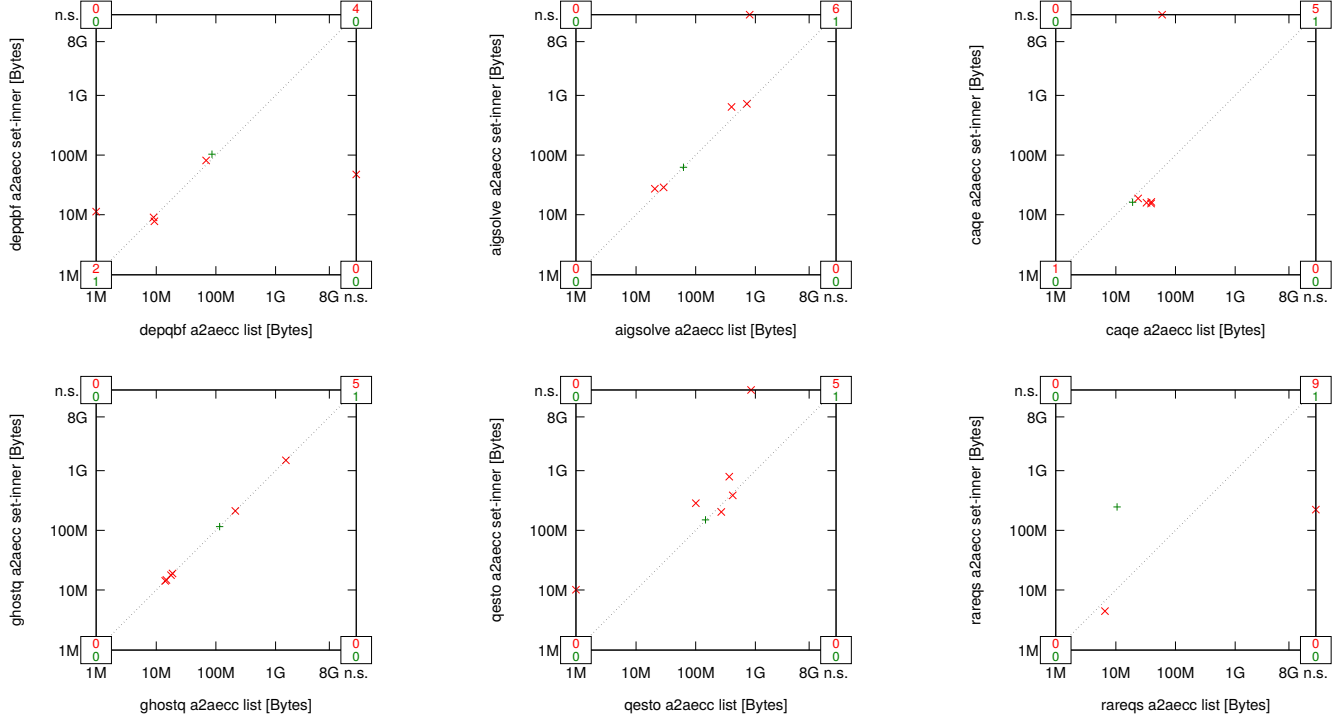 n.s.
0
0
4
0
8G
1G
100M
10M
1M
2
1
0
0
1M 10M 100M 1G 8G n.s.
depqbf a2aecc set-inner [Bytes]
depqbf a2aecc list [Bytes]
n.s.
0
0
6
1
8G
1G
100M
10M
1M
0
0
0
0
1M 10M 100M 1G 8G n.s.
aigsolve a2aecc set-inner [Bytes]
aigsolve a2aecc list [Bytes]
n.s.
0
0
5
1
8G
1G
100M
10M
1M
1
0
0
0
1M 10M 100M 1G 8G n.s.
caqe a2aecc set-inner [Bytes]
caqe a2aecc list [Bytes]
n.s.
0
0
5
1
8G
1G
100M
10M
1M
0
0
0
0
1M 10M 100M 1G 8G n.s.
ghostq a2aecc set-inner [Bytes]
ghostq a2aecc list [Bytes]
n.s.
0
0
5
1
8G
1G
100M
10M
1M
0
0
0
0
1M 10M 100M 1G 8G n.s.
qesto a2aecc set-inner [Bytes]
qesto a2aecc list [Bytes]
n.s.
0
0
9
1
8G
1G
100M
10M
1M
0
0
0
0
1M 10M 100M 1G 8G n.s.
rareqs a2aecc set-inner [Bytes]
rareqs a2aecc list [Bytes]